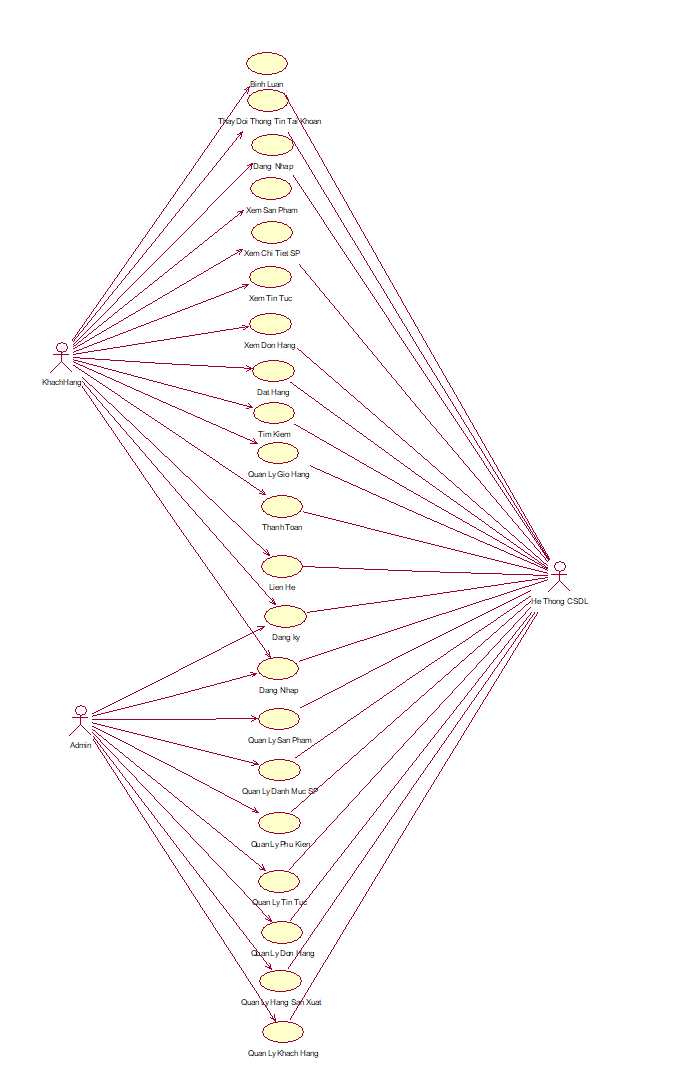 Binh Luan
Thay Doi Thong Tin Tai Khoan
Dang Nhap
Xem San Pham
Xem Chi Tiet SP
Xem Tin Tuc
Xem Don Hang
KhachHang
Dat Hang
Tim Kiem
Quan Ly Gio Hang
Thanh Toan
Lien He
He Thong CSDL
Dang ky
Dang Nhap
Quan Ly San Pham
Admin
Quan Ly Danh Muc SP
Quan Ly Phu Kien
Quan Ly Tin Tuc
Quan Ly Don Hang
Quan Ly Hang San Xuat
Quan Ly Khach Hang